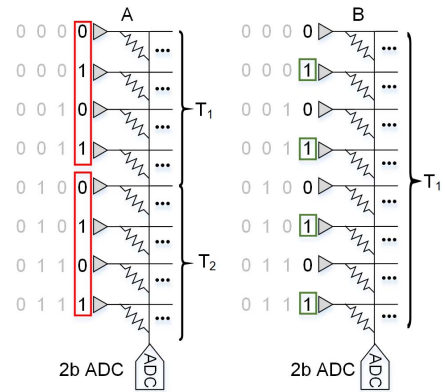 A B
0 0 0 0 ... 0 0 0 0 ...
0 0 0 1 ... 0 0 0 1 ...
0 0 1 0 ... 0 0 1 0 ...
T₁
0 0 1 1 ... 0 0 1 1 ...
T₁
0 1 0 0 ... 0 1 0 0 ...
0 1 0 1 ... 0 1 0 1 ...
T₂
0 1 1 0 ... 0 1 1 0 ...
0 1 1 1 ... 0 1 1 1 ...
2b ADC ADC 2b ADC ADC